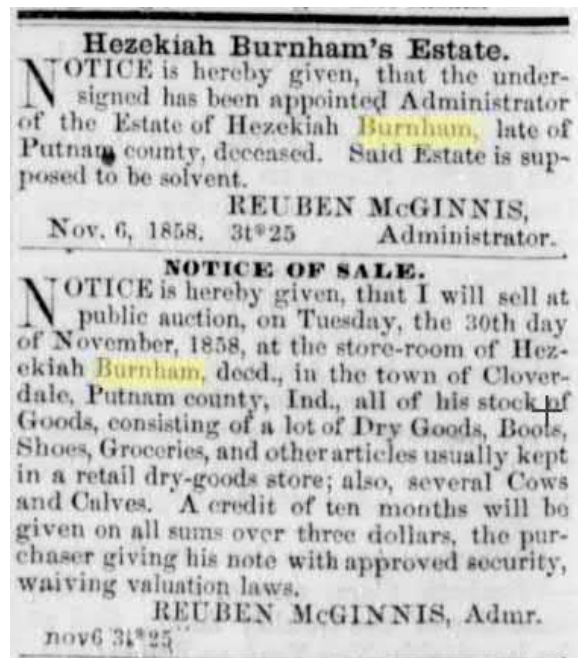 Hezekiah Burnham's Estate.
NOTICE is hereby given, that the under-
signed has been appointed Administrator
of the Estate of Hezekiah Burnham, late of
Putnam county, deceased. Said Estate is sup-
posed to be solvent.
REUBEN McGINNIS,
Nov. 6, 1858. 3t*25 Administrator.
NOTICE OF SALE.
NOTICE is hereby given, that I will sell at
public auction, on Tuesday, the 30th day
of November, 1858, at the store-room of Hez-
ekiah Burnham, decd., in the town of Clover-
dale, Putnam county, Ind., all of his stock of
Goods, consisting of a lot of Dry Goods, Boots,
Shoes, Groceries, and other articles usually kept
in a retail dry-goods store; also, several Cows
and Calves. A credit of ten months will be
given on all sums over three dollars, the pur-
chaser giving his note with approved security,
waiving valuation laws.
REUBEN McGINNIS, Admr.
nov6 3t*25